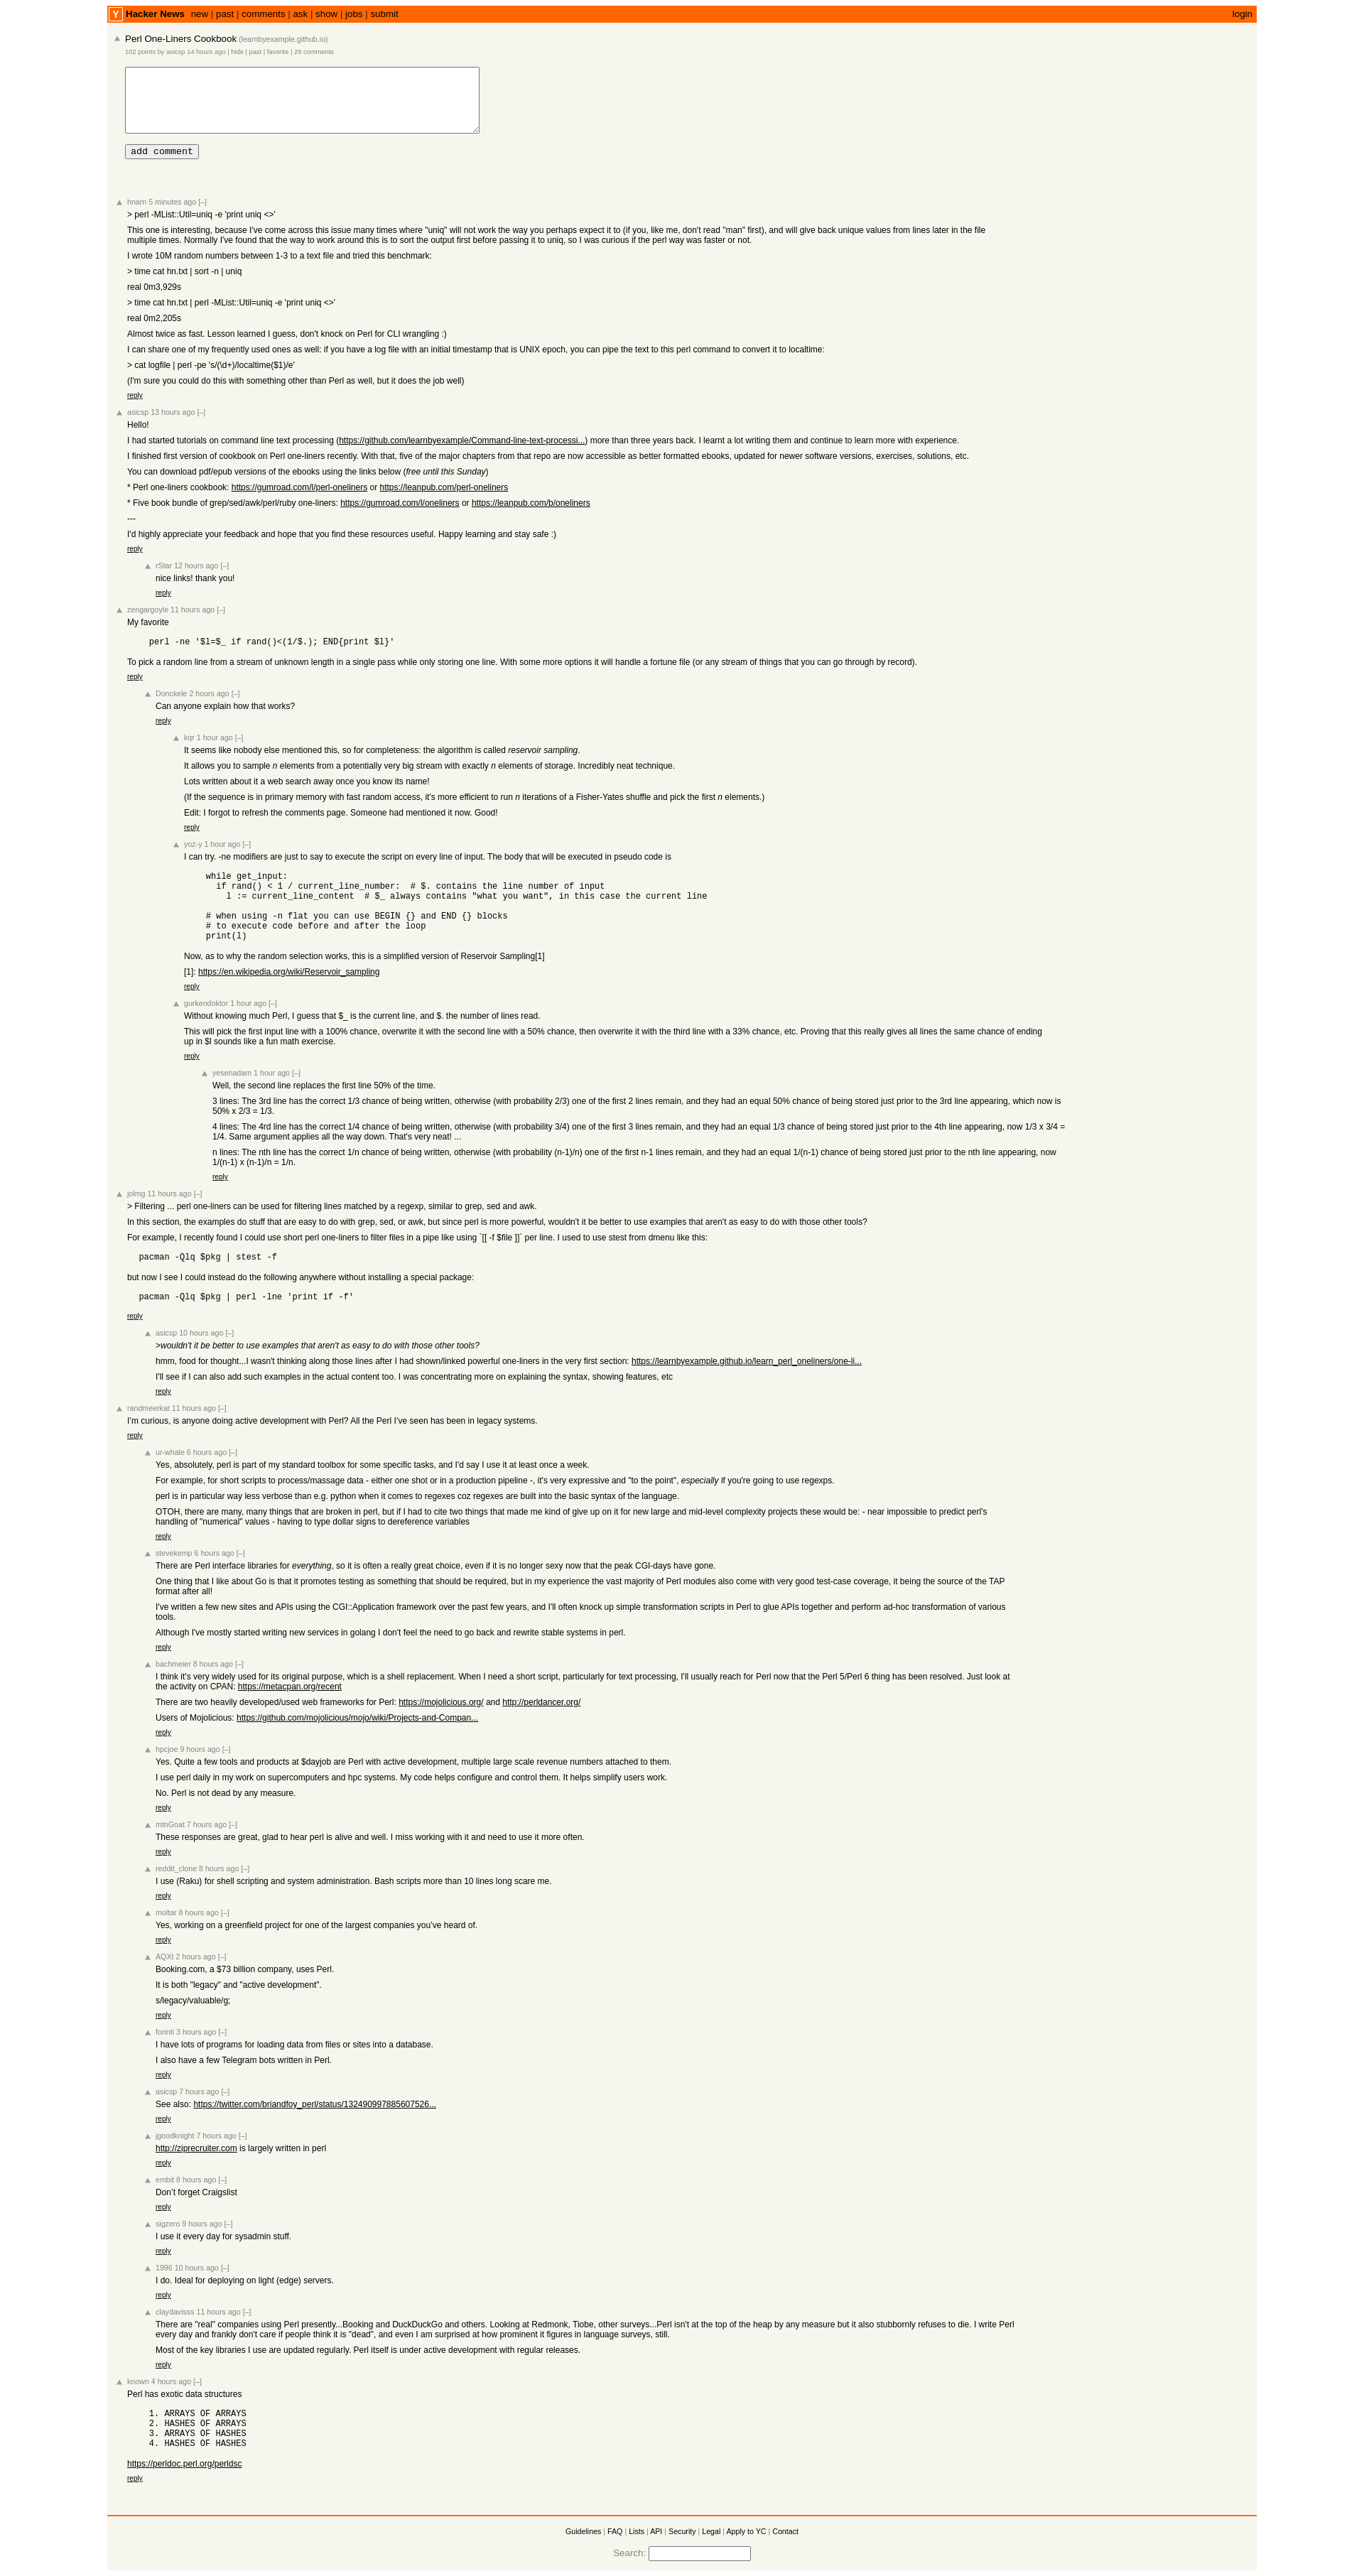 Y Hacker News new | past | comments | ask | show | jobs | submit login
Perl One-Liners Cookbook (learnbyexample.github.io)
102 points by asicsp 14 hours ago | hide | past | favorite | 28 comments
add comment
hnarn 5 minutes ago [–]
> perl -MList::Util=uniq -e 'print uniq <>'
This one is interesting, because I've come across this issue many times where "uniq" will not work the way you perhaps expect it to (if you, like me, don't read "man" first), and will give back unique values from lines later in the file
multiple times. Normally I've found that the way to work around this is to sort the output first before passing it to uniq, so I was curious if the perl way was faster or not.
I wrote 10M random numbers between 1-3 to a text file and tried this benchmark:
> time cat hn.txt | sort -n | uniq
real 0m3,929s
> time cat hn.txt | perl -MList::Util=uniq -e 'print uniq <>'
real 0m2,205s
Almost twice as fast. Lesson learned I guess, don't knock on Perl for CLI wrangling :)
I can share one of my frequently used ones as well: if you have a log file with an initial timestamp that is UNIX epoch, you can pipe the text to this perl command to convert it to localtime:
> cat logfile | perl -pe 's/(\d+)/localtime($1)/e'
(I'm sure you could do this with something other than Perl as well, but it does the job well)
reply
asicsp 13 hours ago [–]
Hello!
I had started tutorials on command line text processing (https://github.com/learnbyexample/Command-line-text-processi...) more than three years back. I learnt a lot writing them and continue to learn more with experience.
I finished first version of cookbook on Perl one-liners recently. With that, five of the major chapters from that repo are now accessible as better formatted ebooks, updated for newer software versions, exercises, solutions, etc.
You can download pdf/epub versions of the ebooks using the links below (free until this Sunday)
* Perl one-liners cookbook: https://gumroad.com/l/perl-oneliners or https://leanpub.com/perl-oneliners
* Five book bundle of grep/sed/awk/perl/ruby one-liners: https://gumroad.com/l/oneliners or https://leanpub.com/b/oneliners
---
I'd highly appreciate your feedback and hope that you find these resources useful. Happy learning and stay safe :)
reply
rStar 12 hours ago [–]
nice links! thank you!
reply
zengargoyle 11 hours ago [–]
My favorite
perl -ne '$l=$_ if rand()<(1/$.); END{print $l}'
To pick a random line from a stream of unknown length in a single pass while only storing one line. With some more options it will handle a fortune file (or any stream of things that you can go through by record).
reply
Donckele 2 hours ago [–]
Can anyone explain how that works?
reply
kqr 1 hour ago [–]
It seems like nobody else mentioned this, so for completeness: the algorithm is called reservoir sampling.
It allows you to sample n elements from a potentially very big stream with exactly n elements of storage. Incredibly neat technique.
Lots written about it a web search away once you know its name!
(If the sequence is in primary memory with fast random access, it's more efficient to run n iterations of a Fisher-Yates shuffle and pick the first n elements.)
Edit: I forgot to refresh the comments page. Someone had mentioned it now. Good!
reply
yoz-y 1 hour ago [–]
I can try. -ne modifiers are just to say to execute the script on every line of input. The body that will be executed in pseudo code is
while get_input:
if rand() < 1 / current_line_number:  # $. contains the line number of input
l := current_line_content  # $_ always contains "what you want", in this case the current line
# when using -n flat you can use BEGIN {} and END {} blocks
# to execute code before and after the loop
print(l)
Now, as to why the random selection works, this is a simplified version of Reservoir Sampling[1]
[1]: https://en.wikipedia.org/wiki/Reservoir_sampling
reply
gurkendoktor 1 hour ago [–]
Without knowing much Perl, I guess that $_ is the current line, and $. the number of lines read.
This will pick the first input line with a 100% chance, overwrite it with the second line with a 50% chance, then overwrite it with the third line with a 33% chance, etc. Proving that this really gives all lines the same chance of ending
up in $l sounds like a fun math exercise.
reply
yesenadam 1 hour ago [–]
Well, the second line replaces the first line 50% of the time.
3 lines: The 3rd line has the correct 1/3 chance of being written, otherwise (with probability 2/3) one of the first 2 lines remain, and they had an equal 50% chance of being stored just prior to the 3rd line appearing, which now is
50% x 2/3 = 1/3.
4 lines: The 4rd line has the correct 1/4 chance of being written, otherwise (with probability 3/4) one of the first 3 lines remain, and they had an equal 1/3 chance of being stored just prior to the 4th line appearing, now 1/3 x 3/4 =
1/4. Same argument applies all the way down. That's very neat! ...
n lines: The nth line has the correct 1/n chance of being written, otherwise (with probability (n-1)/n) one of the first n-1 lines remain, and they had an equal 1/(n-1) chance of being stored just prior to the nth line appearing, now
1/(n-1) x (n-1)/n = 1/n.
reply
jolmg 11 hours ago [–]
> Filtering ... perl one-liners can be used for filtering lines matched by a regexp, similar to grep, sed and awk.
In this section, the examples do stuff that are easy to do with grep, sed, or awk, but since perl is more powerful, wouldn't it be better to use examples that aren't as easy to do with those other tools?
For example, I recently found I could use short perl one-liners to filter files in a pipe like using `[[ -f $file ]]` per line. I used to use stest from dmenu like this:
pacman -Qlq $pkg | stest -f
but now I see I could instead do the following anywhere without installing a special package:
pacman -Qlq $pkg | perl -lne 'print if -f'
reply
asicsp 10 hours ago [–]
>wouldn't it be better to use examples that aren't as easy to do with those other tools?
hmm, food for thought...I wasn't thinking along those lines after I had shown/linked powerful one-liners in the very first section: https://learnbyexample.github.io/learn_perl_oneliners/one-li...
I'll see if I can also add such examples in the actual content too. I was concentrating more on explaining the syntax, showing features, etc
reply
randmeerkat 11 hours ago [–]
I'm curious, is anyone doing active development with Perl? All the Perl I've seen has been in legacy systems.
reply
ur-whale 6 hours ago [–]
Yes, absolutely, perl is part of my standard toolbox for some specific tasks, and I'd say I use it at least once a week.
For example, for short scripts to process/massage data - either one shot or in a production pipeline -, it's very expressive and "to the point", especially if you're going to use regexps.
perl is in particular way less verbose than e.g. python when it comes to regexes coz regexes are built into the basic syntax of the language.
OTOH, there are many, many things that are broken in perl, but if I had to cite two things that made me kind of give up on it for new large and mid-level complexity projects these would be: - near impossible to predict perl's
handling of "numerical" values - having to type dollar signs to dereference variables
reply
stevekemp 6 hours ago [–]
There are Perl interface libraries for everything, so it is often a really great choice, even if it is no longer sexy now that the peak CGI-days have gone.
One thing that I like about Go is that it promotes testing as something that should be required, but in my experience the vast majority of Perl modules also come with very good test-case coverage, it being the source of the TAP
format after all!
I've written a few new sites and APIs using the CGI::Application framework over the past few years, and I'll often knock up simple transformation scripts in Perl to glue APIs together and perform ad-hoc transformation of various
tools.
Although I've mostly started writing new services in golang I don't feel the need to go back and rewrite stable systems in perl.
reply
bachmeier 8 hours ago [–]
I think it's very widely used for its original purpose, which is a shell replacement. When I need a short script, particularly for text processing, I'll usually reach for Perl now that the Perl 5/Perl 6 thing has been resolved. Just look at
the activity on CPAN: https://metacpan.org/recent
There are two heavily developed/used web frameworks for Perl: https://mojolicious.org/ and http://perldancer.org/
Users of Mojolicious: https://github.com/mojolicious/mojo/wiki/Projects-and-Compan...
reply
hpcjoe 9 hours ago [–]
Yes. Quite a few tools and products at $dayjob are Perl with active development, multiple large scale revenue numbers attached to them.
I use perl daily in my work on supercomputers and hpc systems. My code helps configure and control them. It helps simplify users work.
No. Perl is not dead by any measure.
reply
mtnGoat 7 hours ago [–]
These responses are great, glad to hear perl is alive and well. I miss working with it and need to use it more often.
reply
reddit_clone 8 hours ago [–]
I use (Raku) for shell scripting and system administration. Bash scripts more than 10 lines long scare me.
reply
moltar 8 hours ago [–]
Yes, working on a greenfield project for one of the largest companies you've heard of.
reply
AQXt 2 hours ago [–]
Booking.com, a $73 billion company, uses Perl.
It is both "legacy" and "active development".
s/legacy/valuable/g;
reply
forinti 3 hours ago [–]
I have lots of programs for loading data from files or sites into a database.
I also have a few Telegram bots written in Perl.
reply
asicsp 7 hours ago [–]
See also: https://twitter.com/briandfoy_perl/status/132490997885607526...
reply
jgoodknight 7 hours ago [–]
http://ziprecruiter.com is largely written in perl
reply
embit 8 hours ago [–]
Don't forget Craigslist
reply
sigzero 9 hours ago [–]
I use it every day for sysadmin stuff.
reply
1996 10 hours ago [–]
I do. Ideal for deploying on light (edge) servers.
reply
claydavisss 11 hours ago [–]
There are "real" companies using Perl presently...Booking and DuckDuckGo and others. Looking at Redmonk, Tiobe, other surveys...Perl isn't at the top of the heap by any measure but it also stubbornly refuses to die. I write Perl
every day and frankly don't care if people think it is "dead", and even I am surprised at how prominent it figures in language surveys, still.
Most of the key libraries I use are updated regularly. Perl itself is under active development with regular releases.
reply
known 4 hours ago [–]
Perl has exotic data structures
1. ARRAYS OF ARRAYS
2. HASHES OF ARRAYS
3. ARRAYS OF HASHES
4. HASHES OF HASHES
https://perldoc.perl.org/perldsc
reply
Guidelines | FAQ | Lists | API | Security | Legal | Apply to YC | Contact
Search: